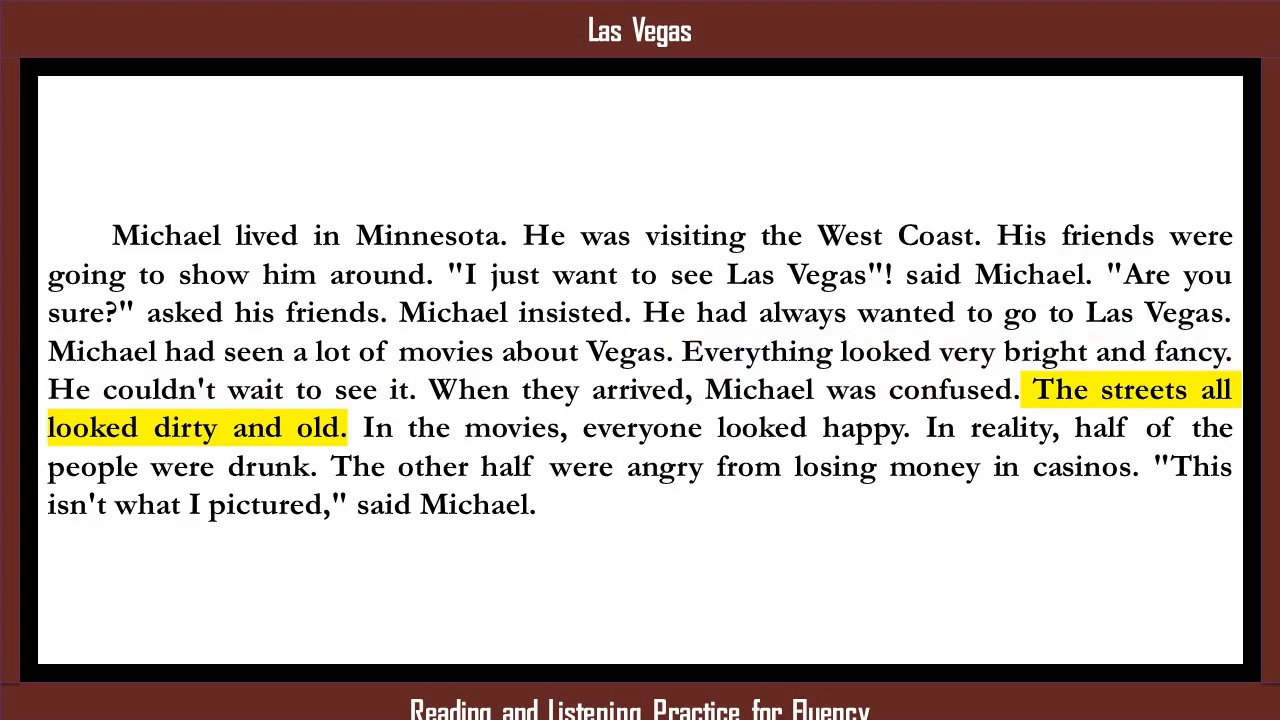 Las Vegas
Michael lived in Minnesota. He was visiting the West Coast. His friends were
going to show him around. "I just want to see Las Vegas"! said Michael. "Are you
sure?" asked his friends. Michael insisted. He had always wanted to go to Las Vegas.
Michael had seen a lot of movies about Vegas. Everything looked very bright and fancy.
He couldn't wait to see it. When they arrived, Michael was confused. The streets all
looked dirty and old. In the movies, everyone looked happy. In reality, half of the
people were drunk. The other half were angry from losing money in casinos. "This
isn't what I pictured," said Michael.
Reading and Listening Practice for Fluency